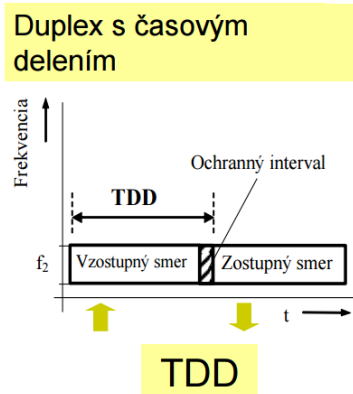 Duplex s časovým
delením
Frekvencia
Ochranný interval
TDD
f₂
Vzostupný smer
Zostupný smer
t
TDD